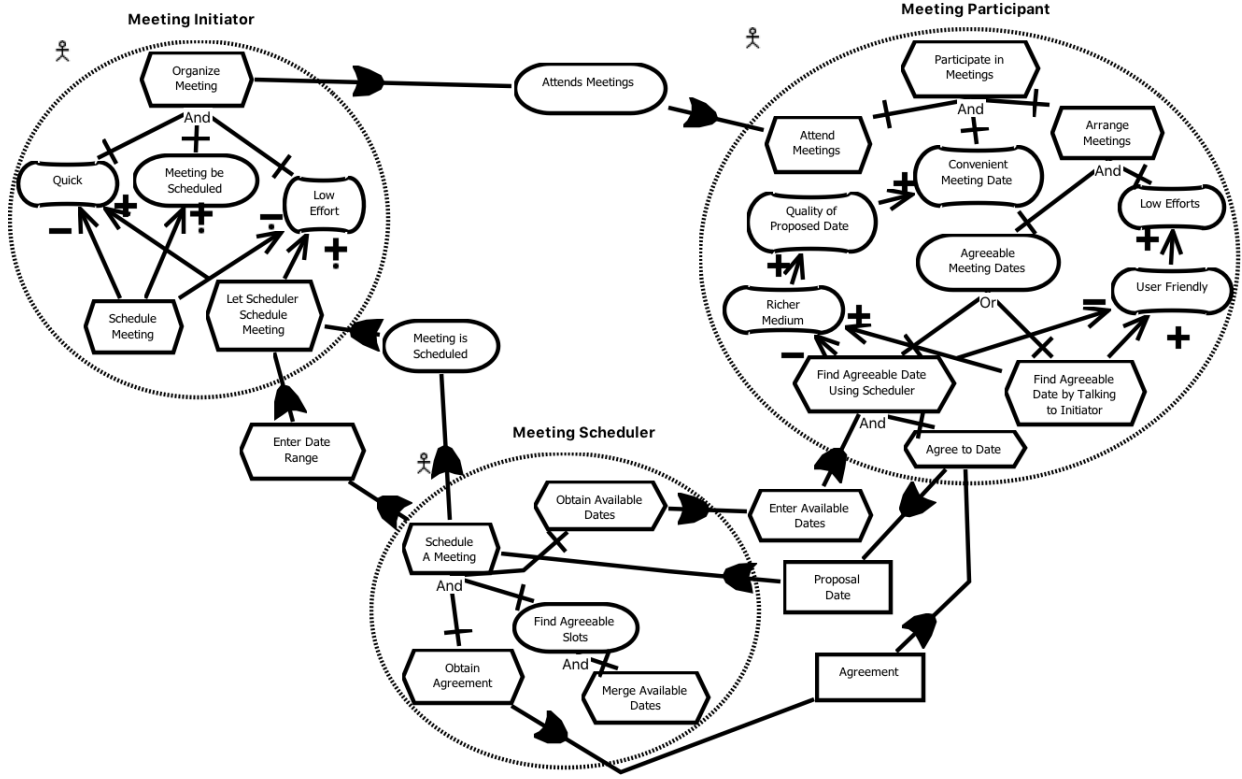 Meeting Initiator
Meeting Participant
Organize
Meeting
And
Quick
Meeting be
Scheduled
Low
Effort
Schedule
Meeting
Let Scheduler
Schedule
Meeting
Attends Meetings
Participate in
Meetings
And
Attend
Meetings
Arrange
Meetings
And
Convenient
Meeting Date
Quality of
Proposed Date
Low Efforts
Agreeable
Meeting Dates
Or
User Friendly
Richer
Medium
Find Agreeable Date
Using Scheduler
And
Find Agreeable
Date by Talking
to Initiator
Agree to Date
Meeting is
Scheduled
Enter Date
Range
Meeting Scheduler
Obtain Available
Dates
Enter Available
Dates
Schedule
A Meeting
And
Proposal
Date
Find Agreeable
Slots
And
Obtain
Agreement
Merge Available
Dates
Agreement